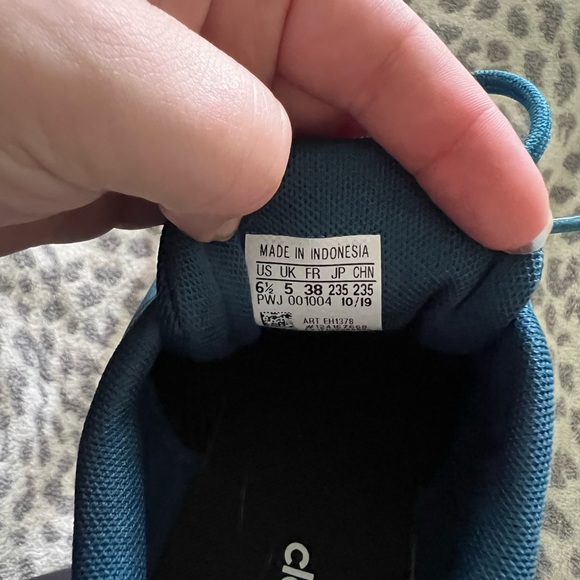 MADE IN INDONESIA
US UK FR JP CHN
6½ 5 38 235 235
PWJ 001004 10/19
ART EH1378